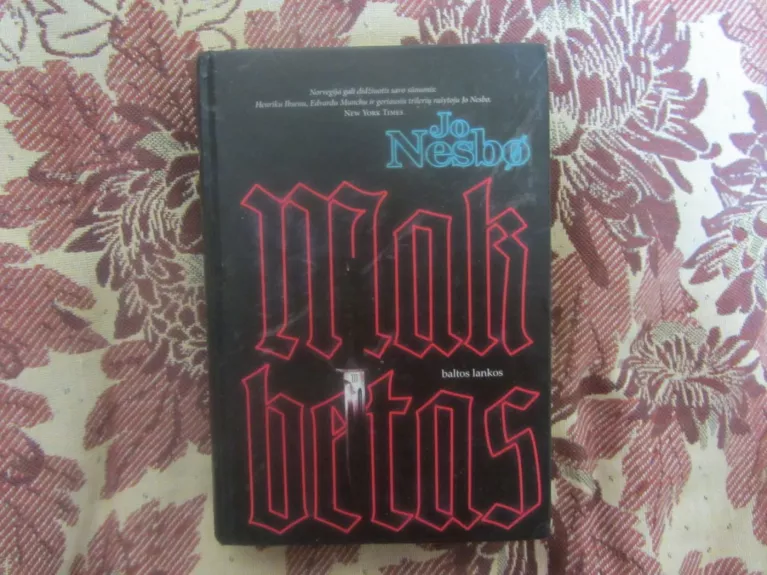 Norvegija gali didžiuotis savo sūnumis:
Henriku Ibsenu, Edvardu Munchu ir geriausiu trilerių rašytoju Jo Nesbø.
NEW YORK TIMES
Jo
Nesbø
Mak
baltos lankos
betas